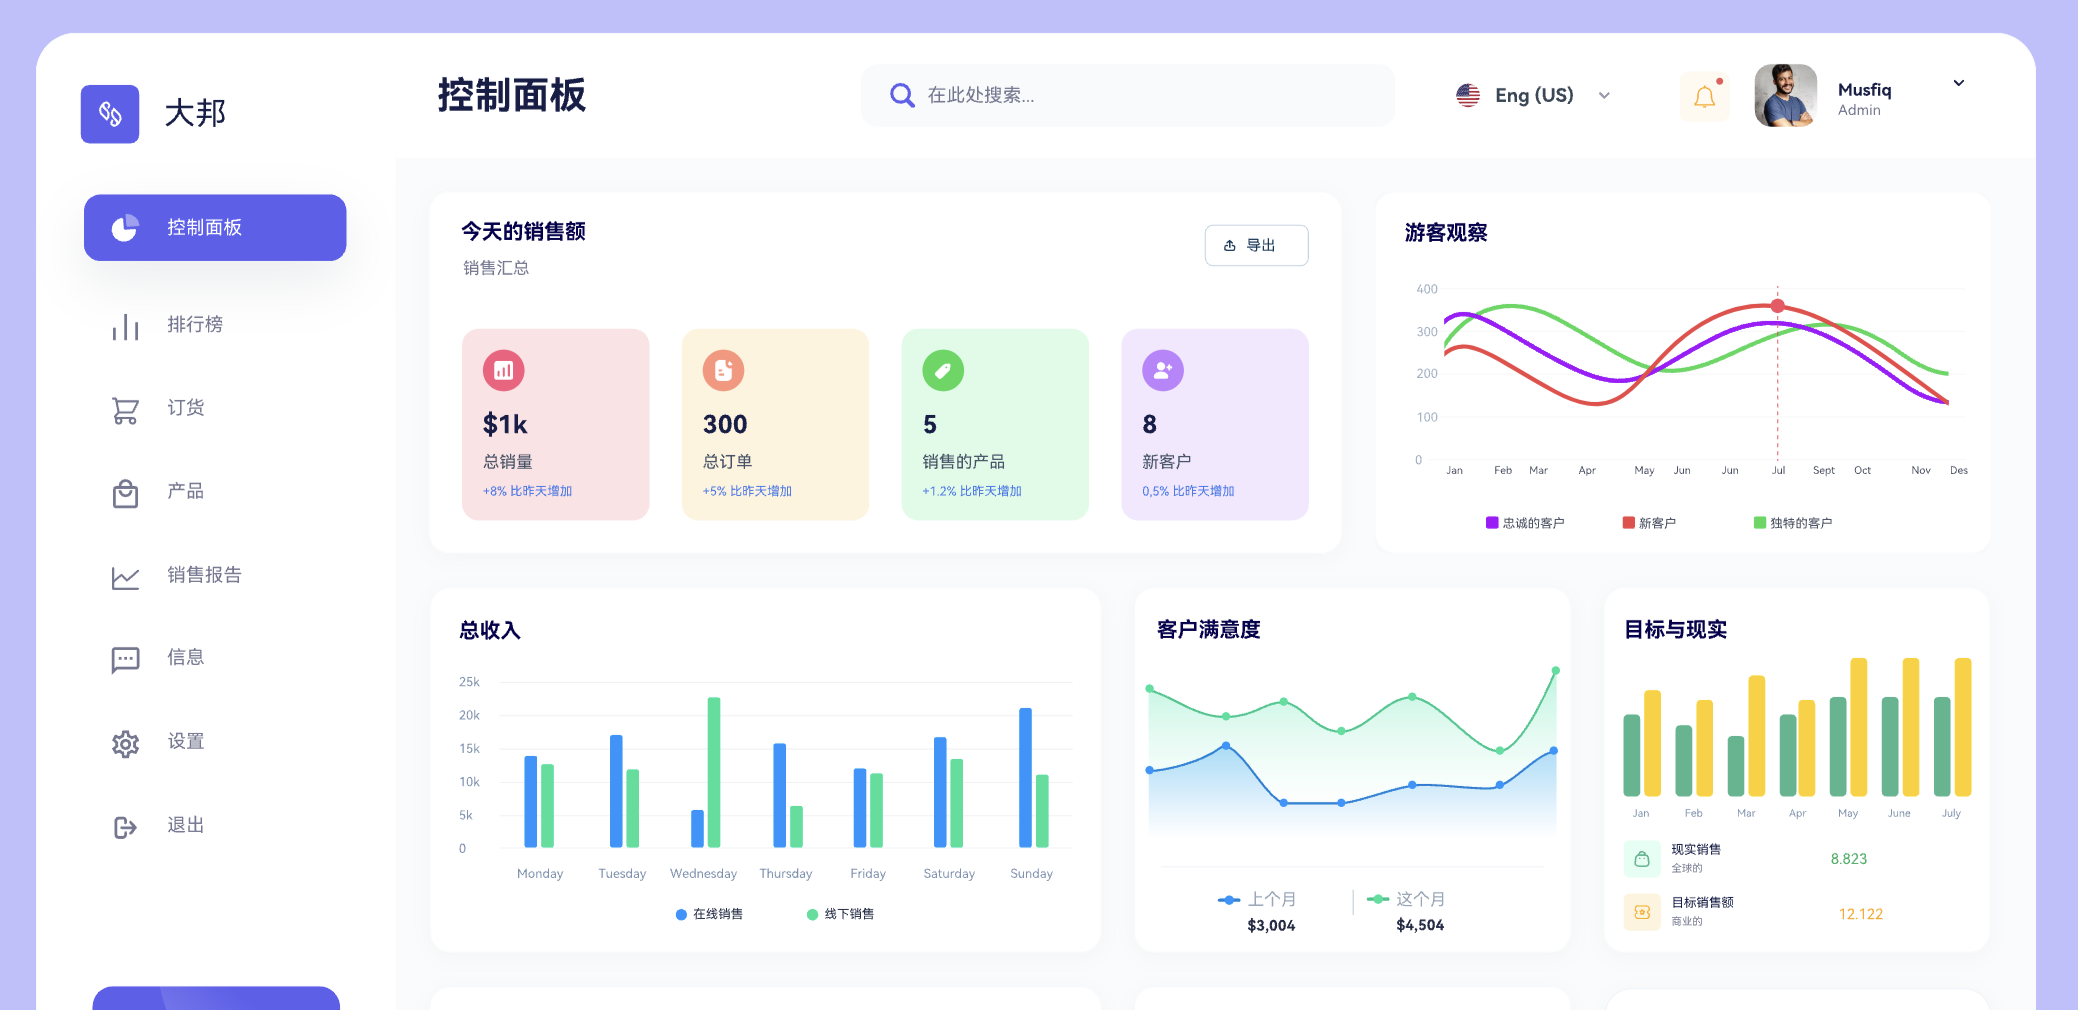 大邦
控制面板
在此处搜索...
Eng (US)
Musfiq
Admin
控制面板
排行榜
订货
产品
销售报告
信息
设置
退出
今天的销售额
销售汇总
导出
$1k
总销量
+8% 比昨天增加
300
总订单
+5% 比昨天增加
5
销售的产品
+1.2% 比昨天增加
8
新客户
0,5% 比昨天增加
游客观察
400
300
200
100
0
Jan Feb Mar Apr May Jun Jun Jul Sept Oct Nov Des
忠诚的客户 新客户 独特的客户
总收入
25k
20k
15k
10k
5k
0
Monday Tuesday Wednesday Thursday Friday Saturday Sunday
在线销售 线下销售
客户满意度
上个月 这个月
$3,004 $4,504
目标与现实
Jan Feb Mar Apr May June July
现实销售
全球的
8.823
目标销售额
商业的
12.122